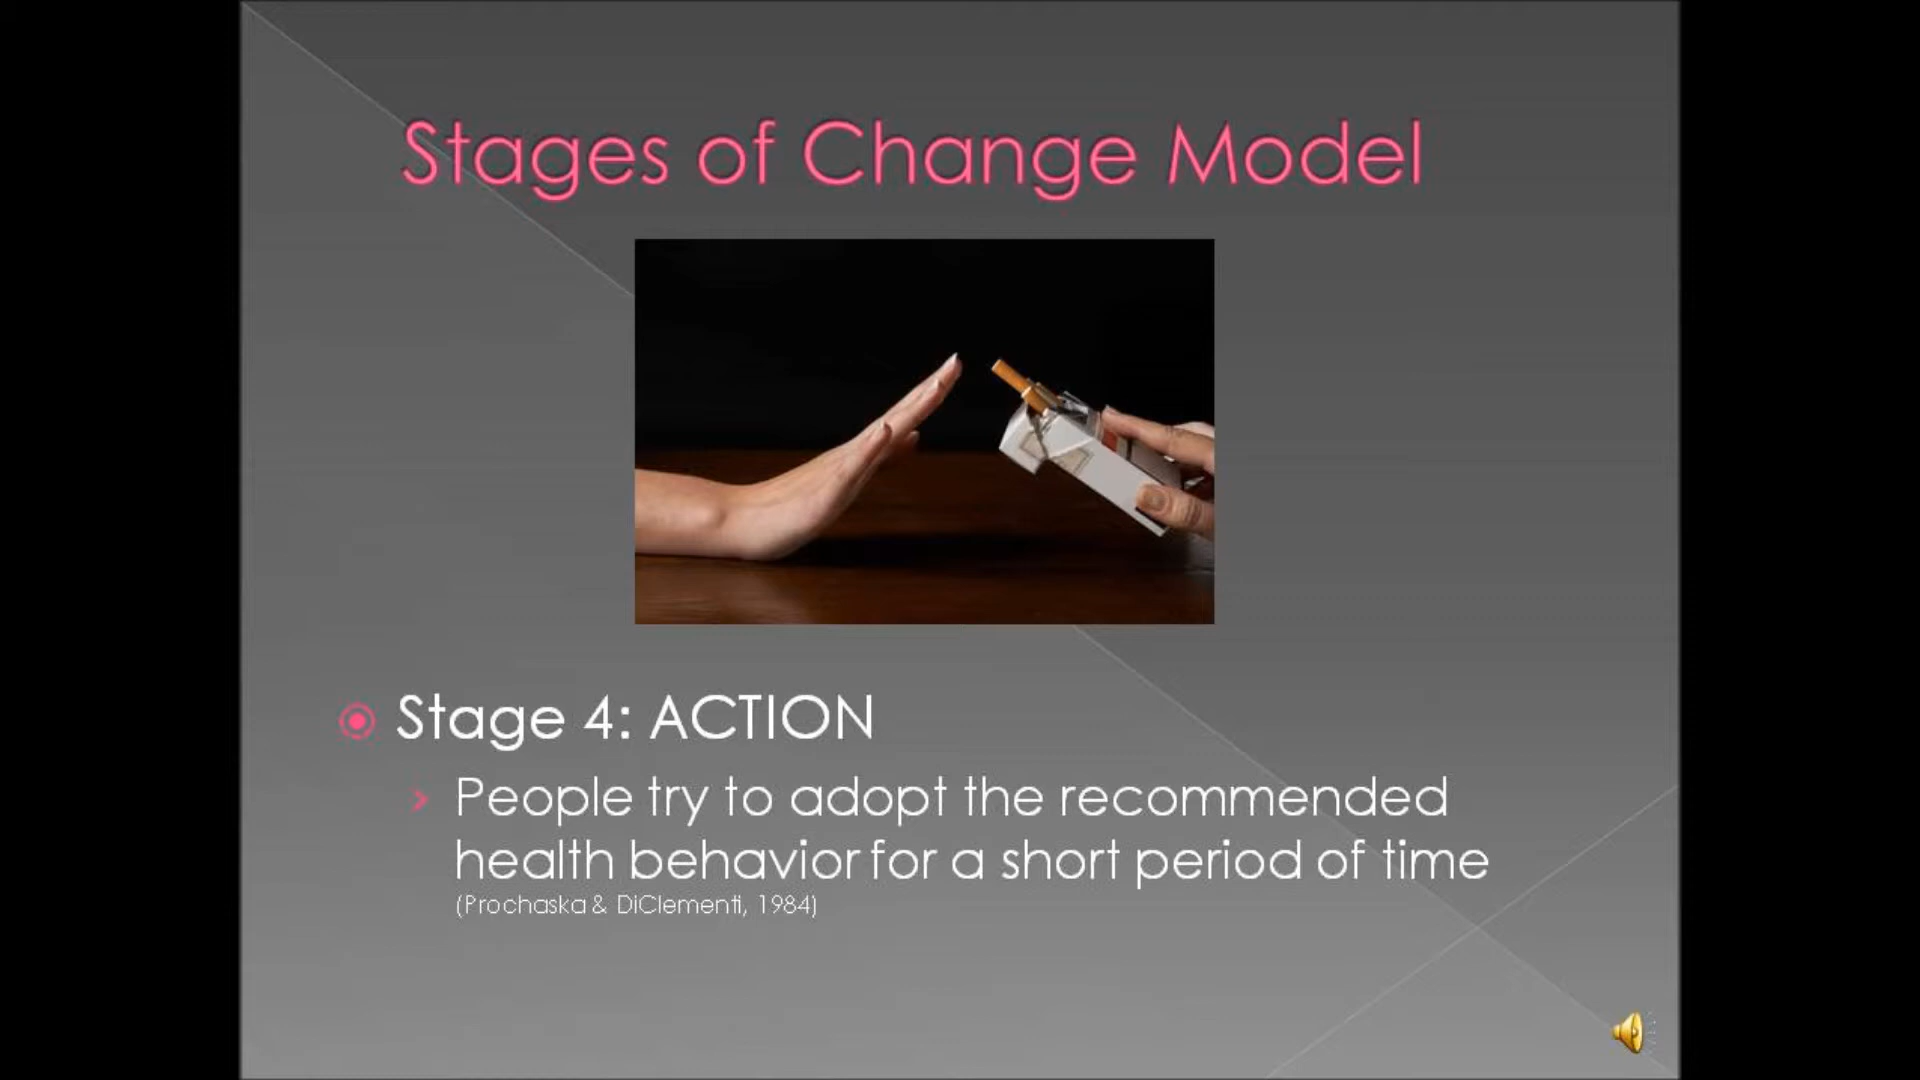 Stages of Change Model
Stage 4: ACTION
People try to adopt the recommended
health behavior for a short period of time
(Prochaska & DiClementi, 1984)